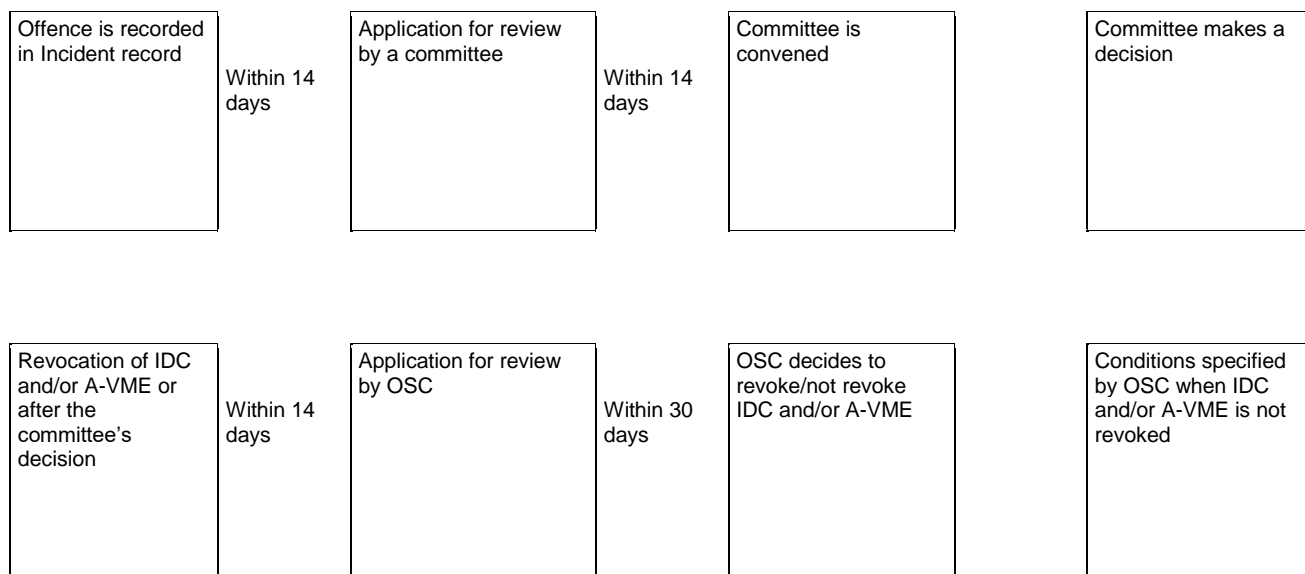 Offence is recorded
in Incident record
Within 14
days
Application for review
by a committee
Within 14
days
Committee is
convened
Committee makes a
decision
Revocation of IDC
and/or A-VME or
after the
committee’s
decision
Within 14
days
Application for review
by OSC
Within 30
days
OSC decides to
revoke/not revoke
IDC and/or A-VME
Conditions specified
by OSC when IDC
and/or A-VME is not
revoked